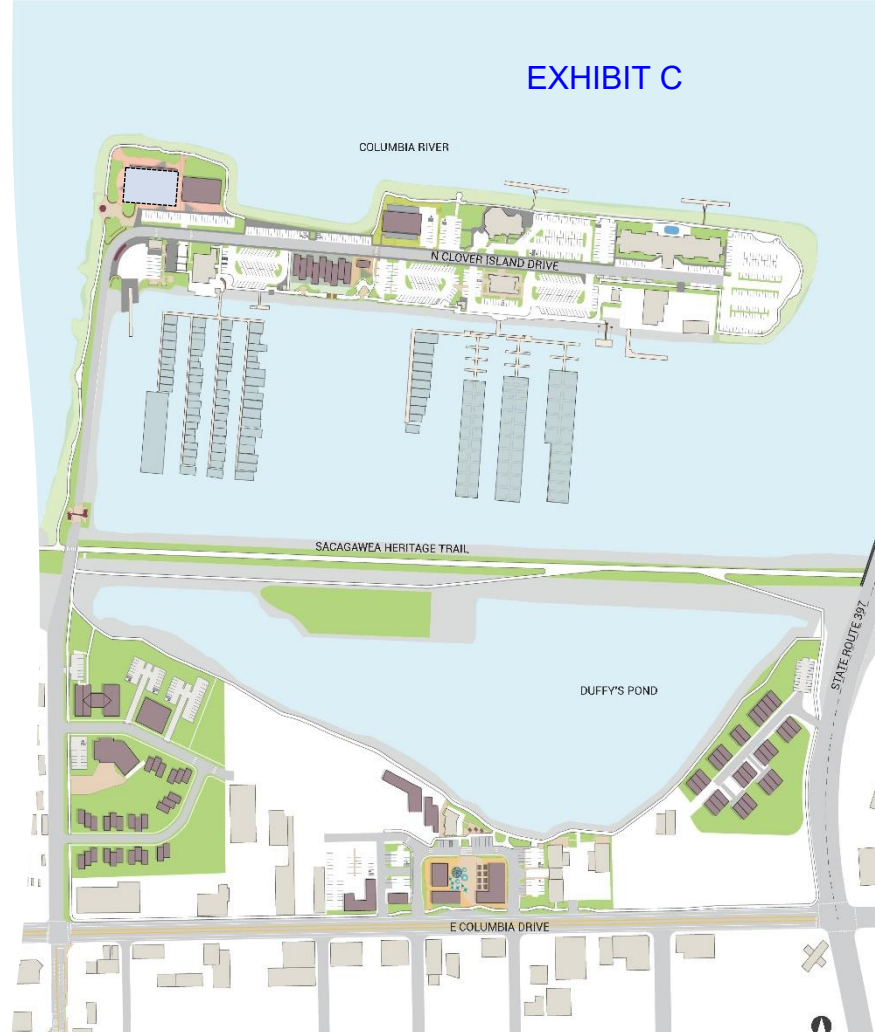 EXHIBIT C
COLUMBIA RIVER
N CLOVER ISLAND DRIVE
SACAGAWEA HERITAGE TRAIL
STATE ROUTE 397
DUFFY'S POND
E COLUMBIA DRIVE